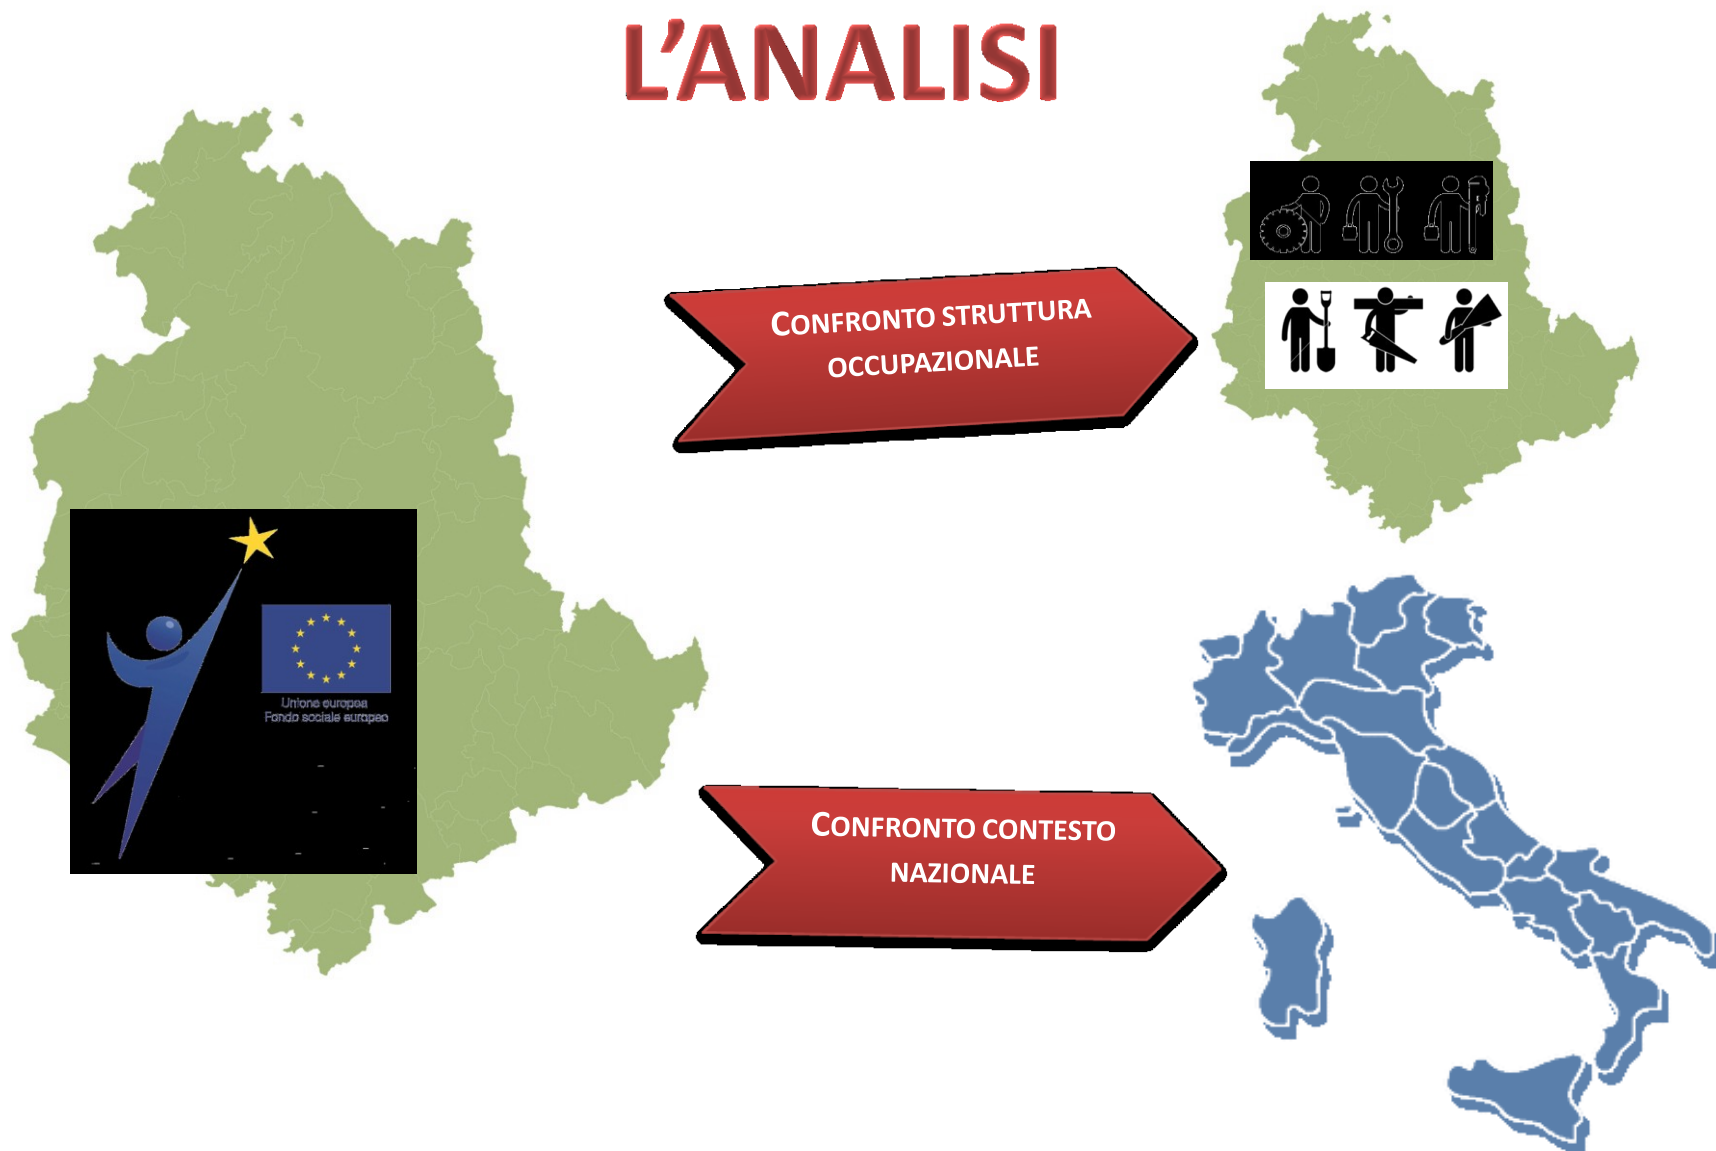 L'ANALISI
CONFRONTO STRUTTURA
OCCUPAZIONALE
Unione europea
Fondo sociale europeo
CONFRONTO CONTESTO
NAZIONALE